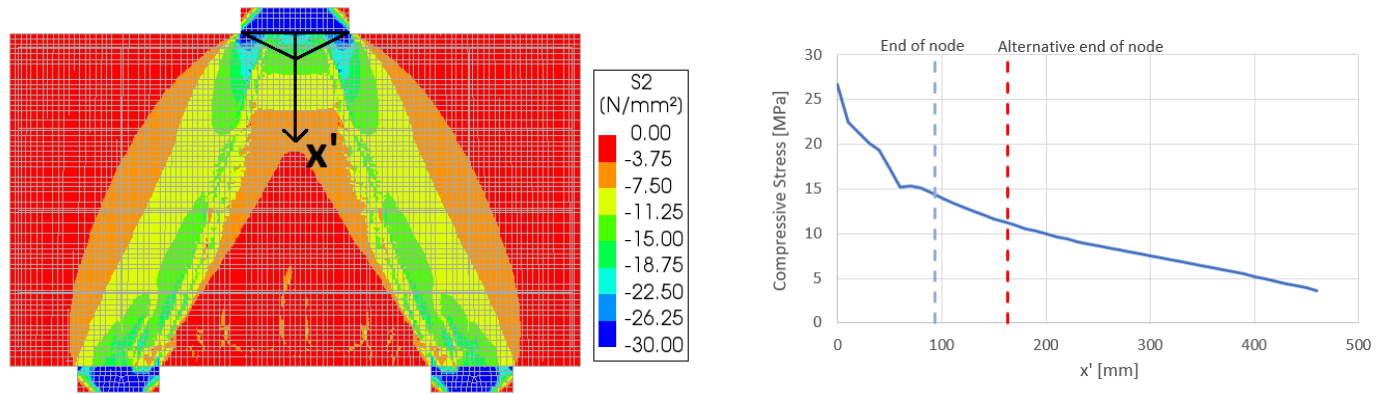 x'
S2
(N/mm²)
0.00
-3.75
-7.50
-11.25
-15.00
-18.75
-22.50
-26.25
-30.00
End of node
Alternative end of node
Compressive Stress [MPa]
30
25
20
15
10
5
0
0 100 200 300 400 500
x' [mm]